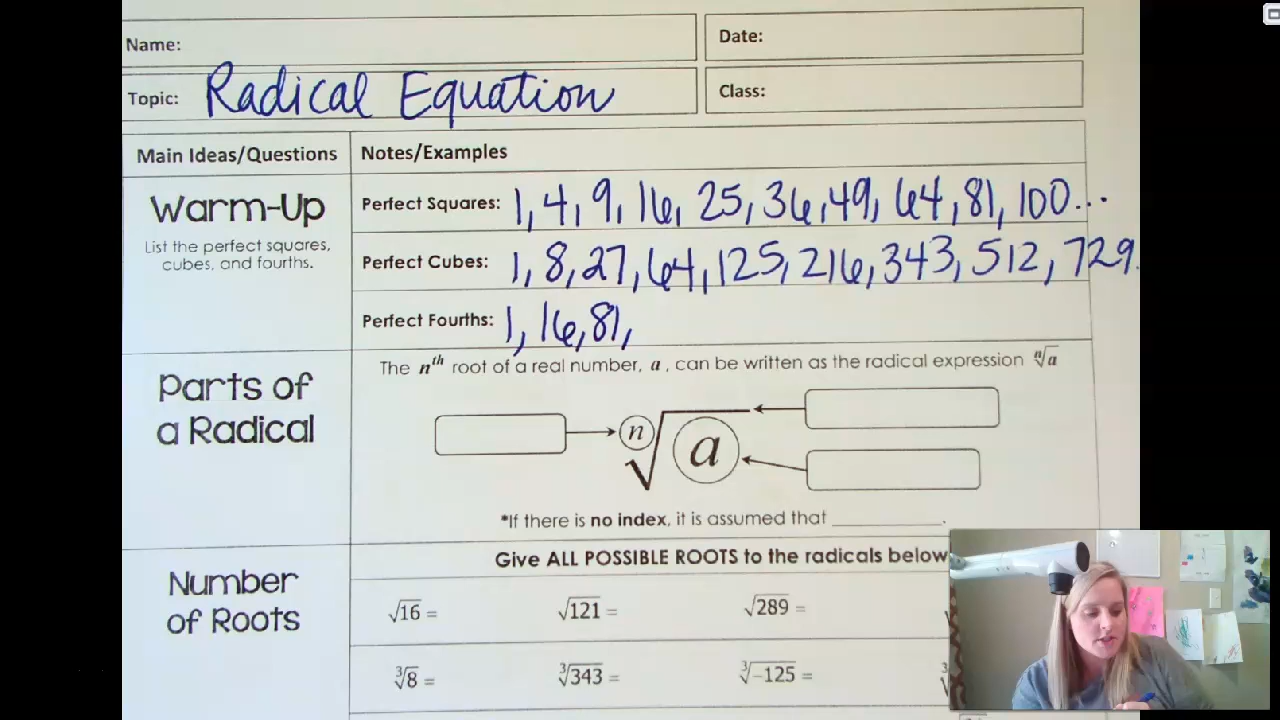 Name:
Date:
Topic: Radical Equation
Class:
Main Ideas/Questions
Notes/Examples
Warm-Up
List the perfect squares,
cubes, and fourths.
Perfect Squares: 1, 4, 9, 16, 25, 36, 49, 64, 81, 100...
Perfect Cubes: 1, 8, 27, 64, 125, 216, 343, 512, 729.
Perfect Fourths: 1, 16, 81,
Parts of
a Radical
The nᵗʰ root of a real number, a, can be written as the radical expression ⁿ√a
n
a
*If there is no index, it is assumed that __________.
Number
of Roots
Give ALL POSSIBLE ROOTS to the radicals below
√16 =
√121 =
√289 =
³√8 =
³√343 =
³√-125 =